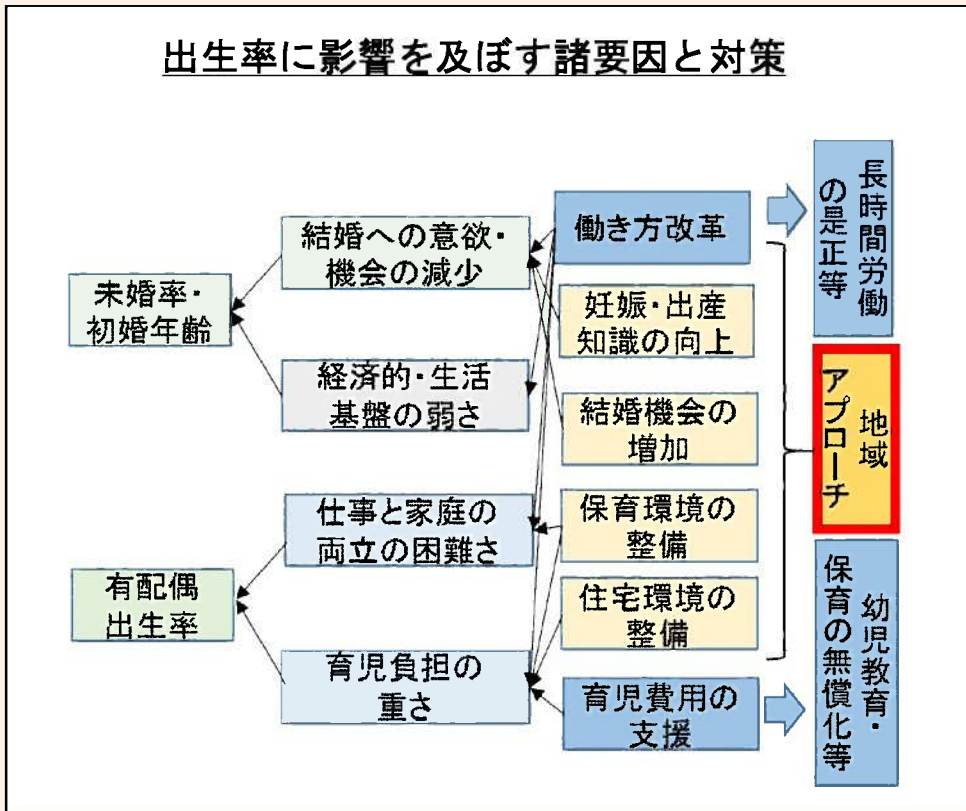 出生率に影響を及ぼす諸要因と対策
未婚率・
初婚年齢
有配偶
出生率
結婚への意欲・
機会の減少
経済的・生活
基盤の弱さ
仕事と家庭の
両立の困難さ
育児負担の
重さ
働き方改革
妊娠・出産
知識の向上
結婚機会の
増加
保育環境の
整備
住宅環境の
整備
育児費用の
支援
長時間労働
の是正等
地域
アプローチ
幼児教育・
保育の無償化等